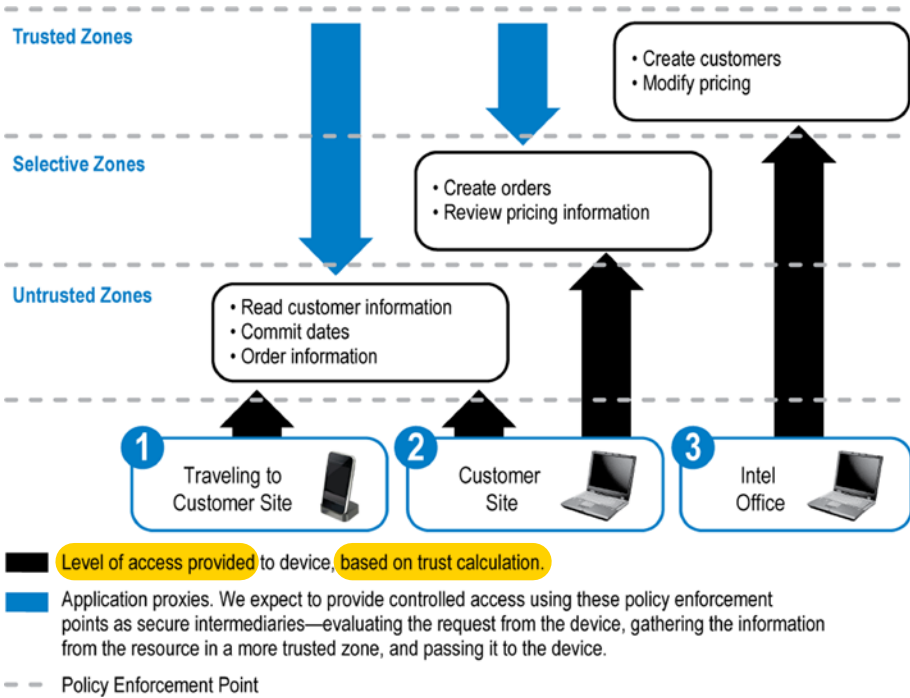 Trusted Zones
• Create customers
• Modify pricing
Selective Zones
• Create orders
• Review pricing information
Untrusted Zones
• Read customer information
• Commit dates
• Order information
1
Traveling to
Customer Site
2
Customer
Site
3
Intel
Office
Level of access provided to device, based on trust calculation.
Application proxies. We expect to provide controlled access using these policy enforcement
points as secure intermediaries—evaluating the request from the device, gathering the information
from the resource in a more trusted zone, and passing it to the device.
Policy Enforcement Point